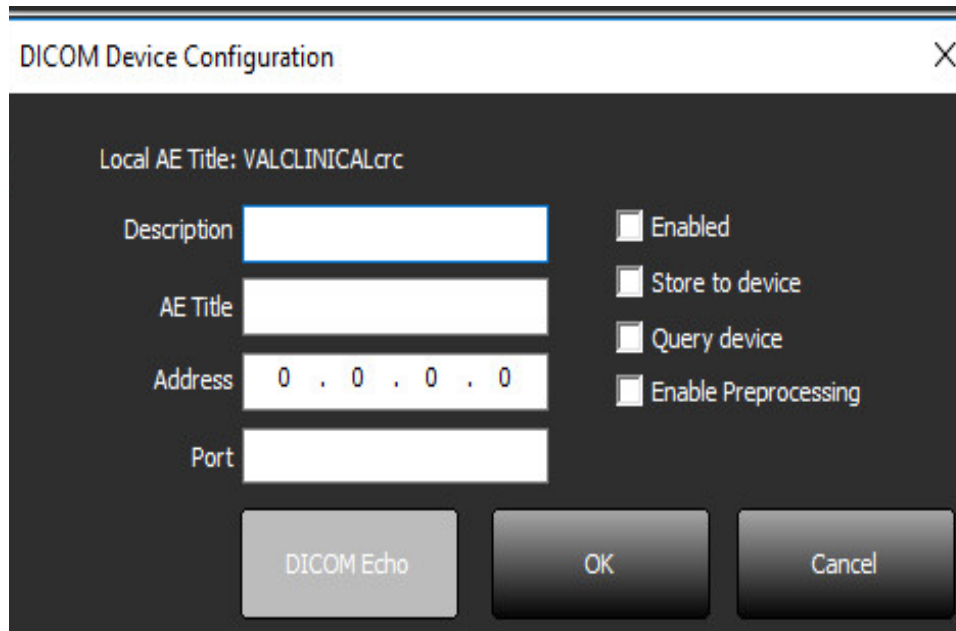 DICOM Device Configuration
Local AE Title: VALCLINICALcrc
Description
Enabled
Store to device
AE Title
Query device
Address 0 . 0 . 0 . 0
Enable Preprocessing
Port
DICOM Echo OK Cancel